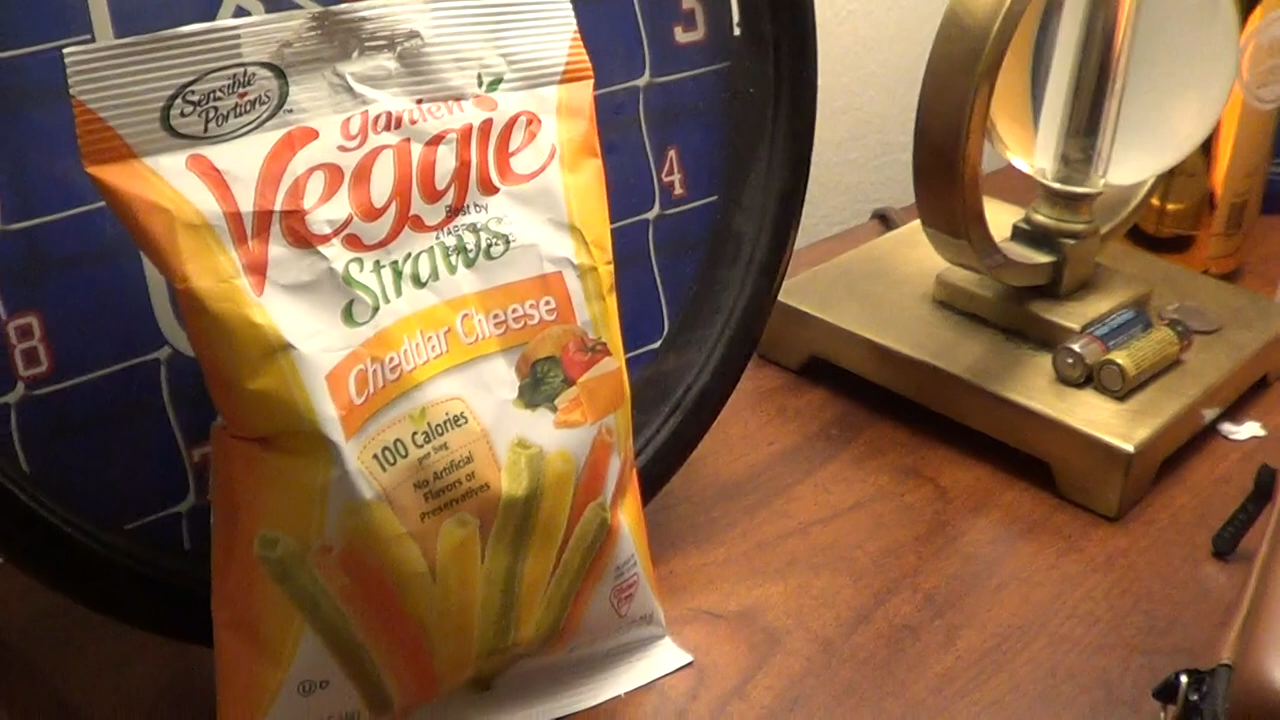 Sensible
Portions
garden
Veggie
Best by
Straws
Cheddar Cheese
100 Calories
per bag
No Artificial
Flavors or
Preservatives
3
4
8